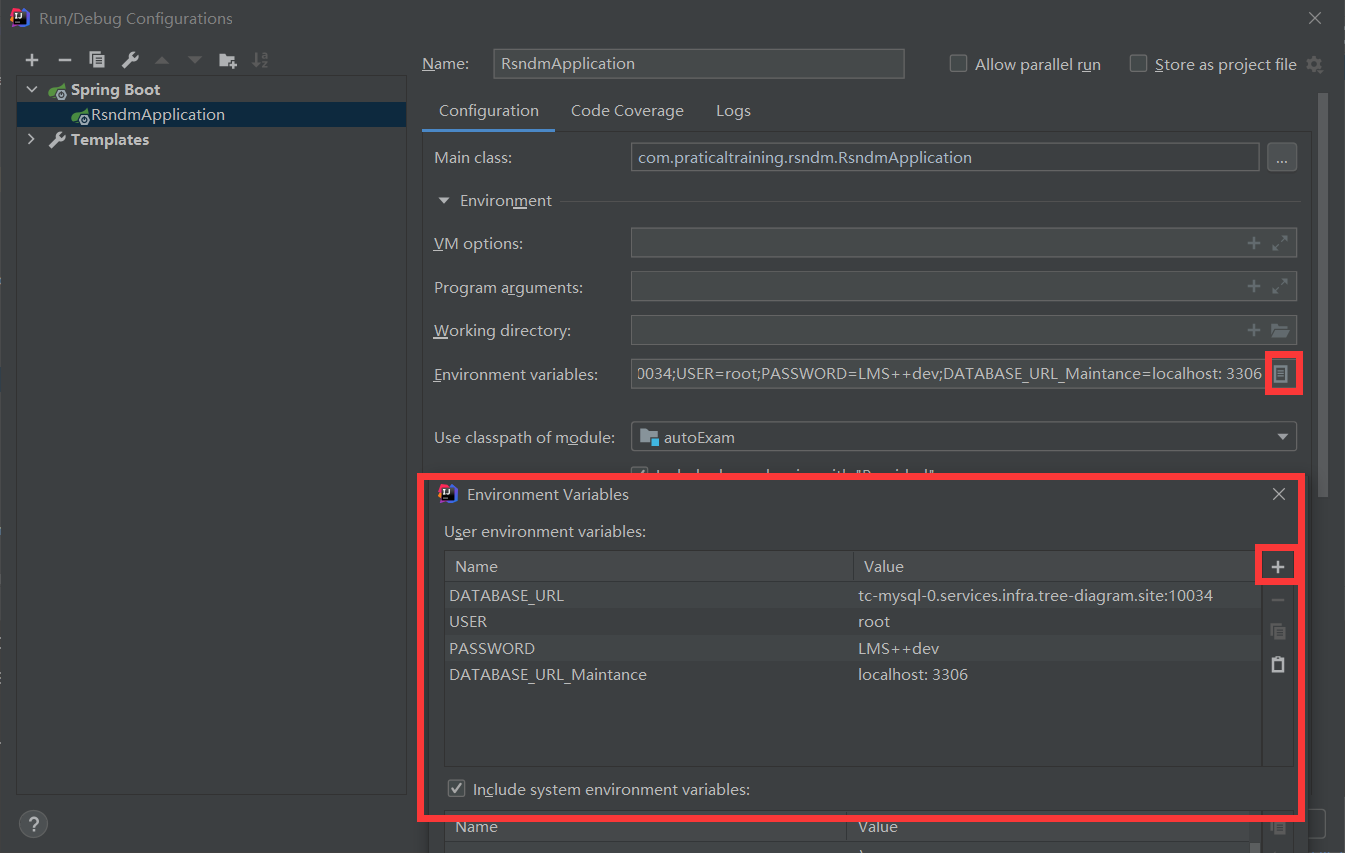 Run/Debug Configurations
Name: RsndmApplication Allow parallel run Store as project file
Spring Boot
RsndmApplication
Templates
Configuration Code Coverage Logs
Main class: com.praticaltraining.rsndm.RsndmApplication ...
Environment
VM options:
Program arguments:
Working directory:
Environment variables: 0034;USER=root;PASSWORD=LMS++dev;DATABASE_URL_Maintance=localhost: 3306
Use classpath of module: autoExam
Environment Variables
User environment variables:
Name Value
DATABASE_URL tc-mysql-0.services.infra.tree-diagram.site:10034
USER root
PASSWORD LMS++dev
DATABASE_URL_Maintance localhost: 3306
Include system environment variables:
Name Value
?